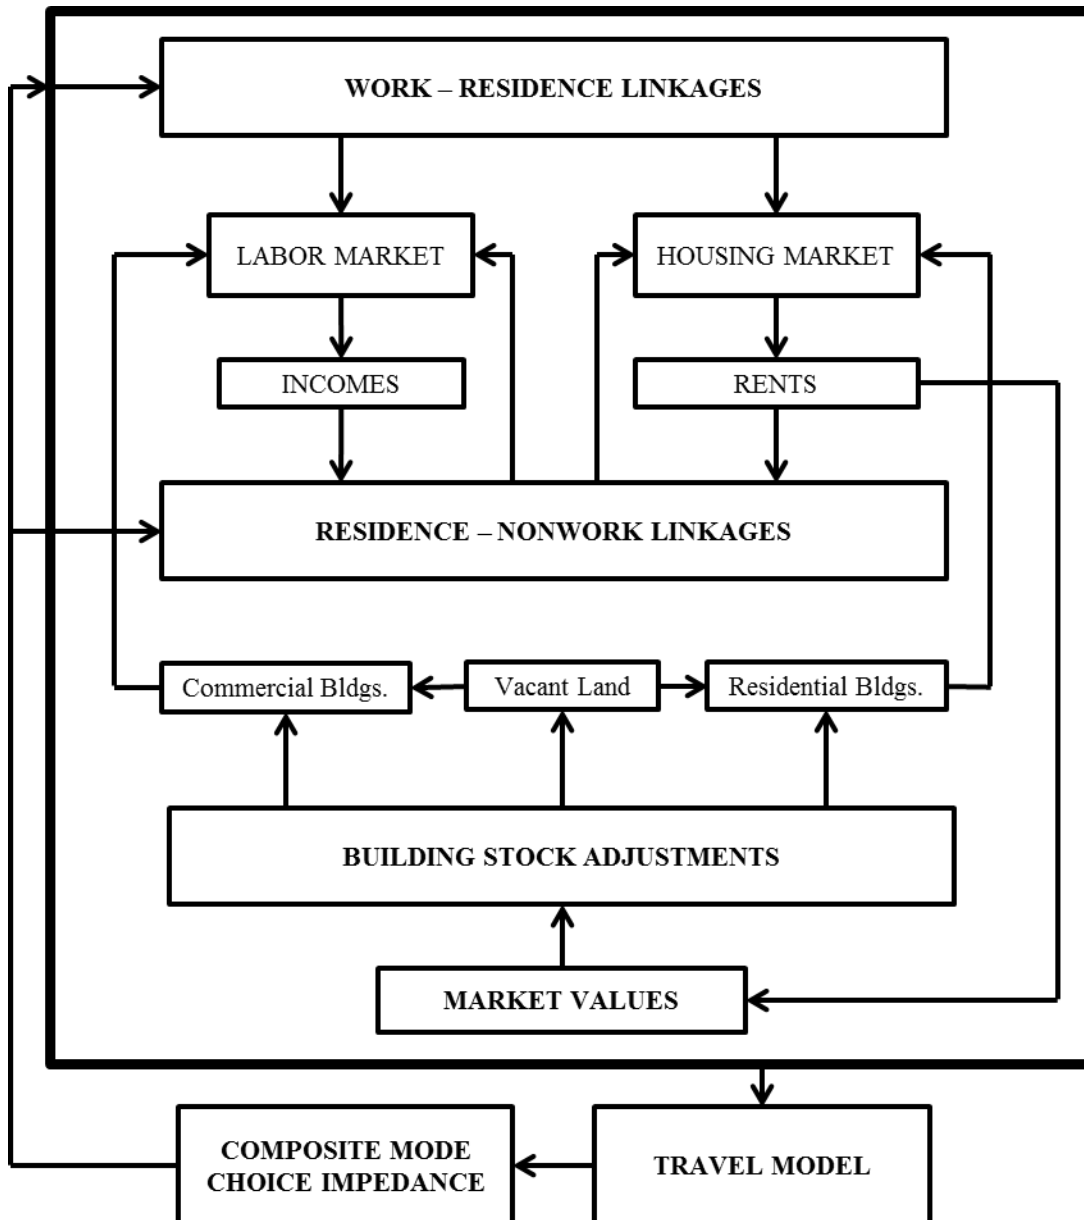 WORK – RESIDENCE LINKAGES
LABOR MARKET
HOUSING MARKET
INCOMES
RENTS
RESIDENCE – NONWORK LINKAGES
Commercial Bldgs.
Vacant Land
Residential Bldgs.
BUILDING STOCK ADJUSTMENTS
MARKET VALUES
COMPOSITE MODE
CHOICE IMPEDANCE
TRAVEL MODEL